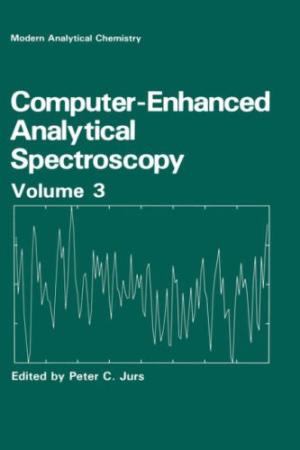 Modern Analytical Chemistry
Computer-Enhanced
Analytical
Spectroscopy
Volume 3
Edited by Peter C. Jurs